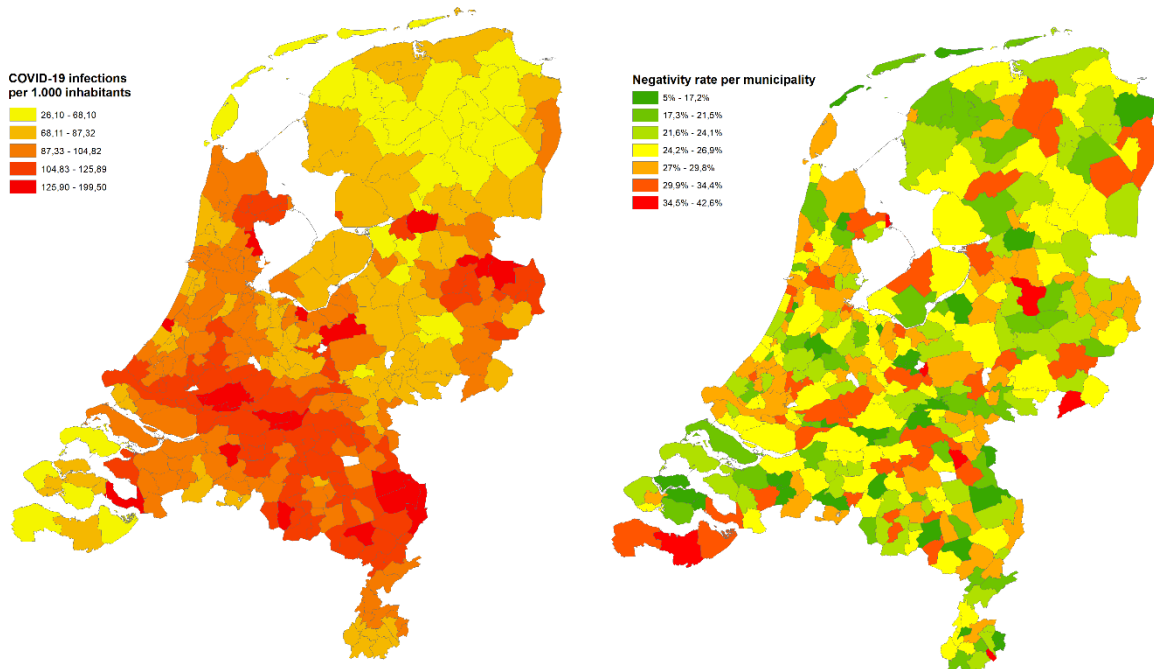 COVID-19 infections
per 1.000 inhabitants
26,10 - 68,10
68,11 - 87,32
87,33 - 104,82
104,83 - 125,89
125,90 - 199,50
Negativity rate per municipality
5% - 17,2%
17,3% - 21,5%
21,6% - 24,1%
24,2% - 26,9%
27% - 29,8%
29,9% - 34,4%
34,5% - 42,6%